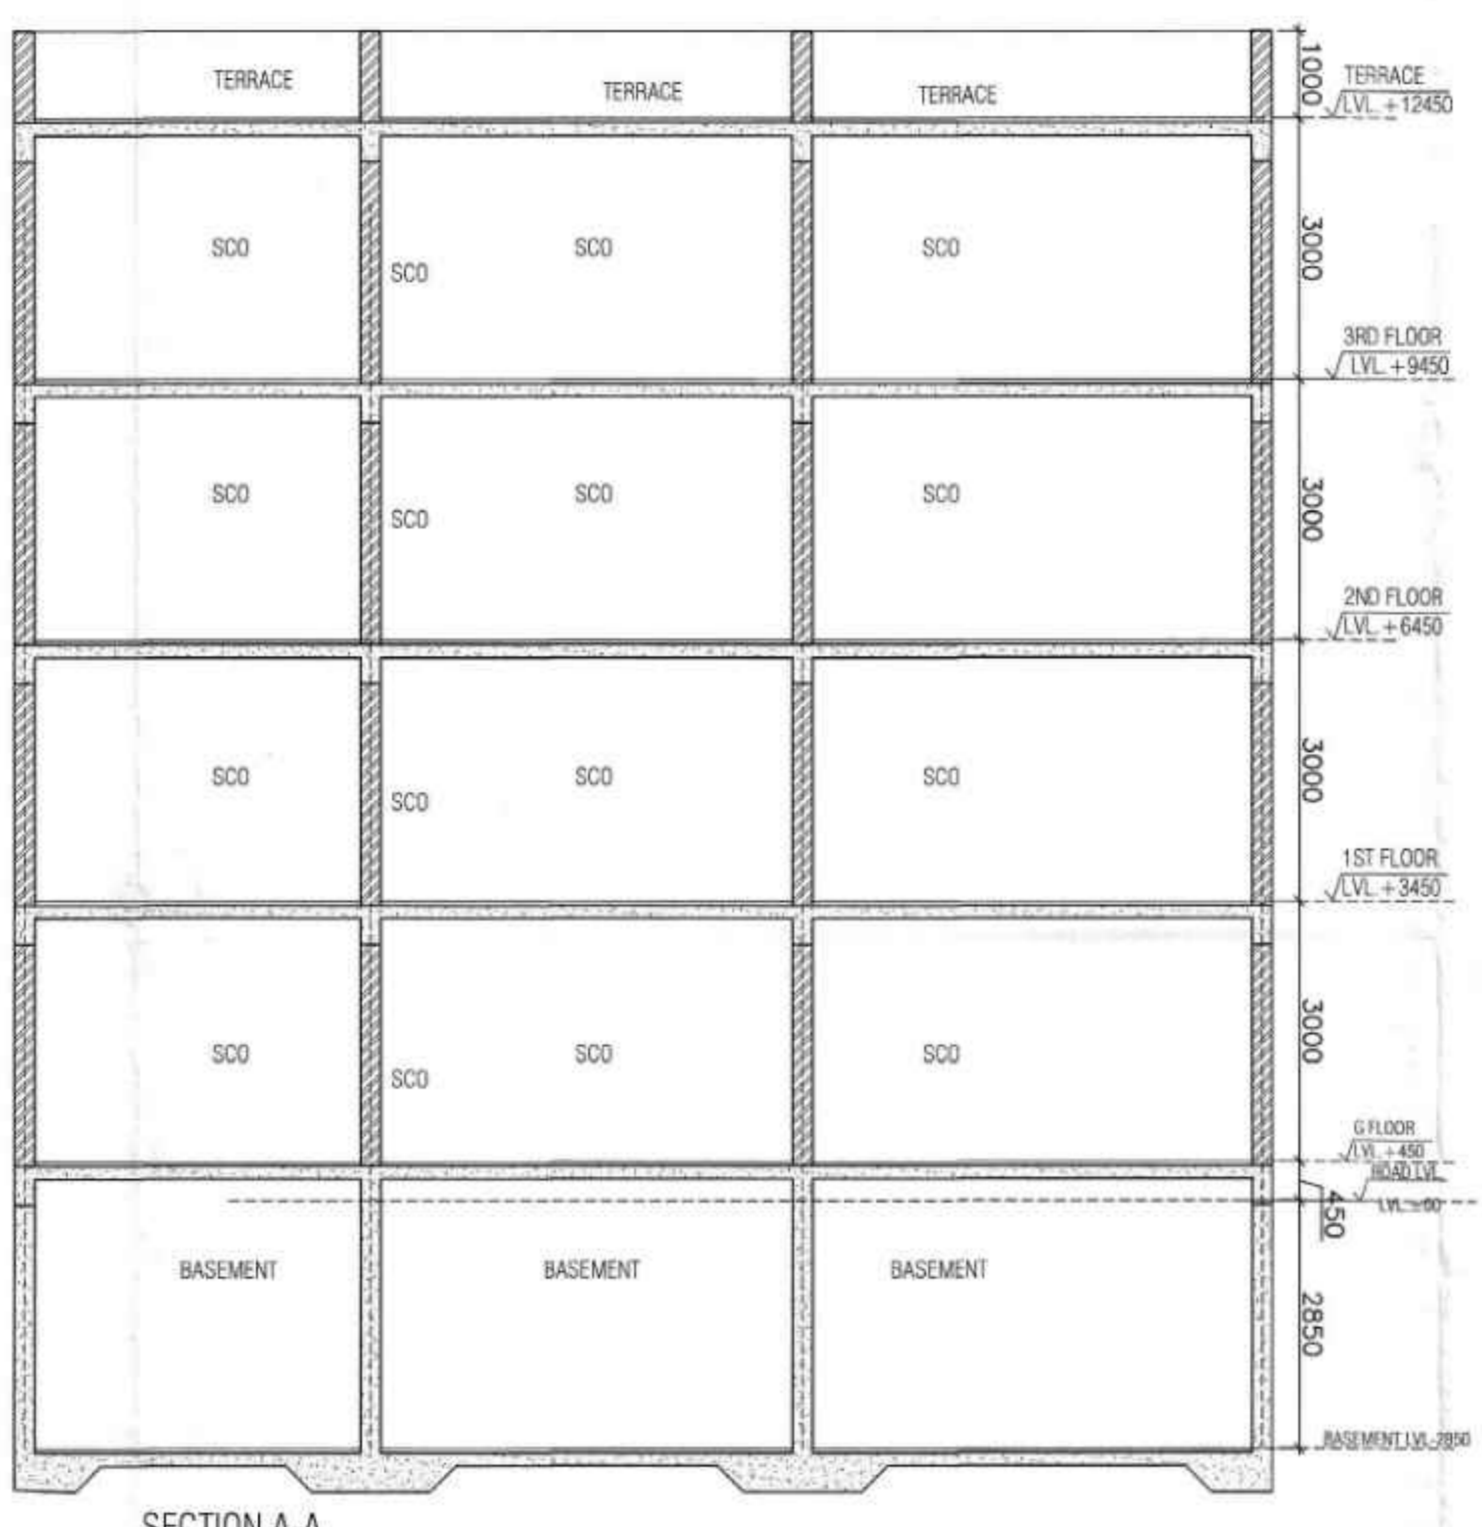 TERRACE TERRACE TERRACE 1000 TERRACE
LVL. +12450
SCO SCO SCO SCO 3000
3RD FLOOR
LVL. +9450
SCO SCO SCO SCO 3000
2ND FLOOR
LVL. +6450
SCO SCO SCO SCO 3000
1ST FLOOR
LVL. +3450
SCO SCO SCO SCO 3000
G FLOOR
LVL. +450
ROAD LVL.
LVL. ±00
450
BASEMENT BASEMENT BASEMENT 2850
BASEMENT LVL-2850
SECTION A-A